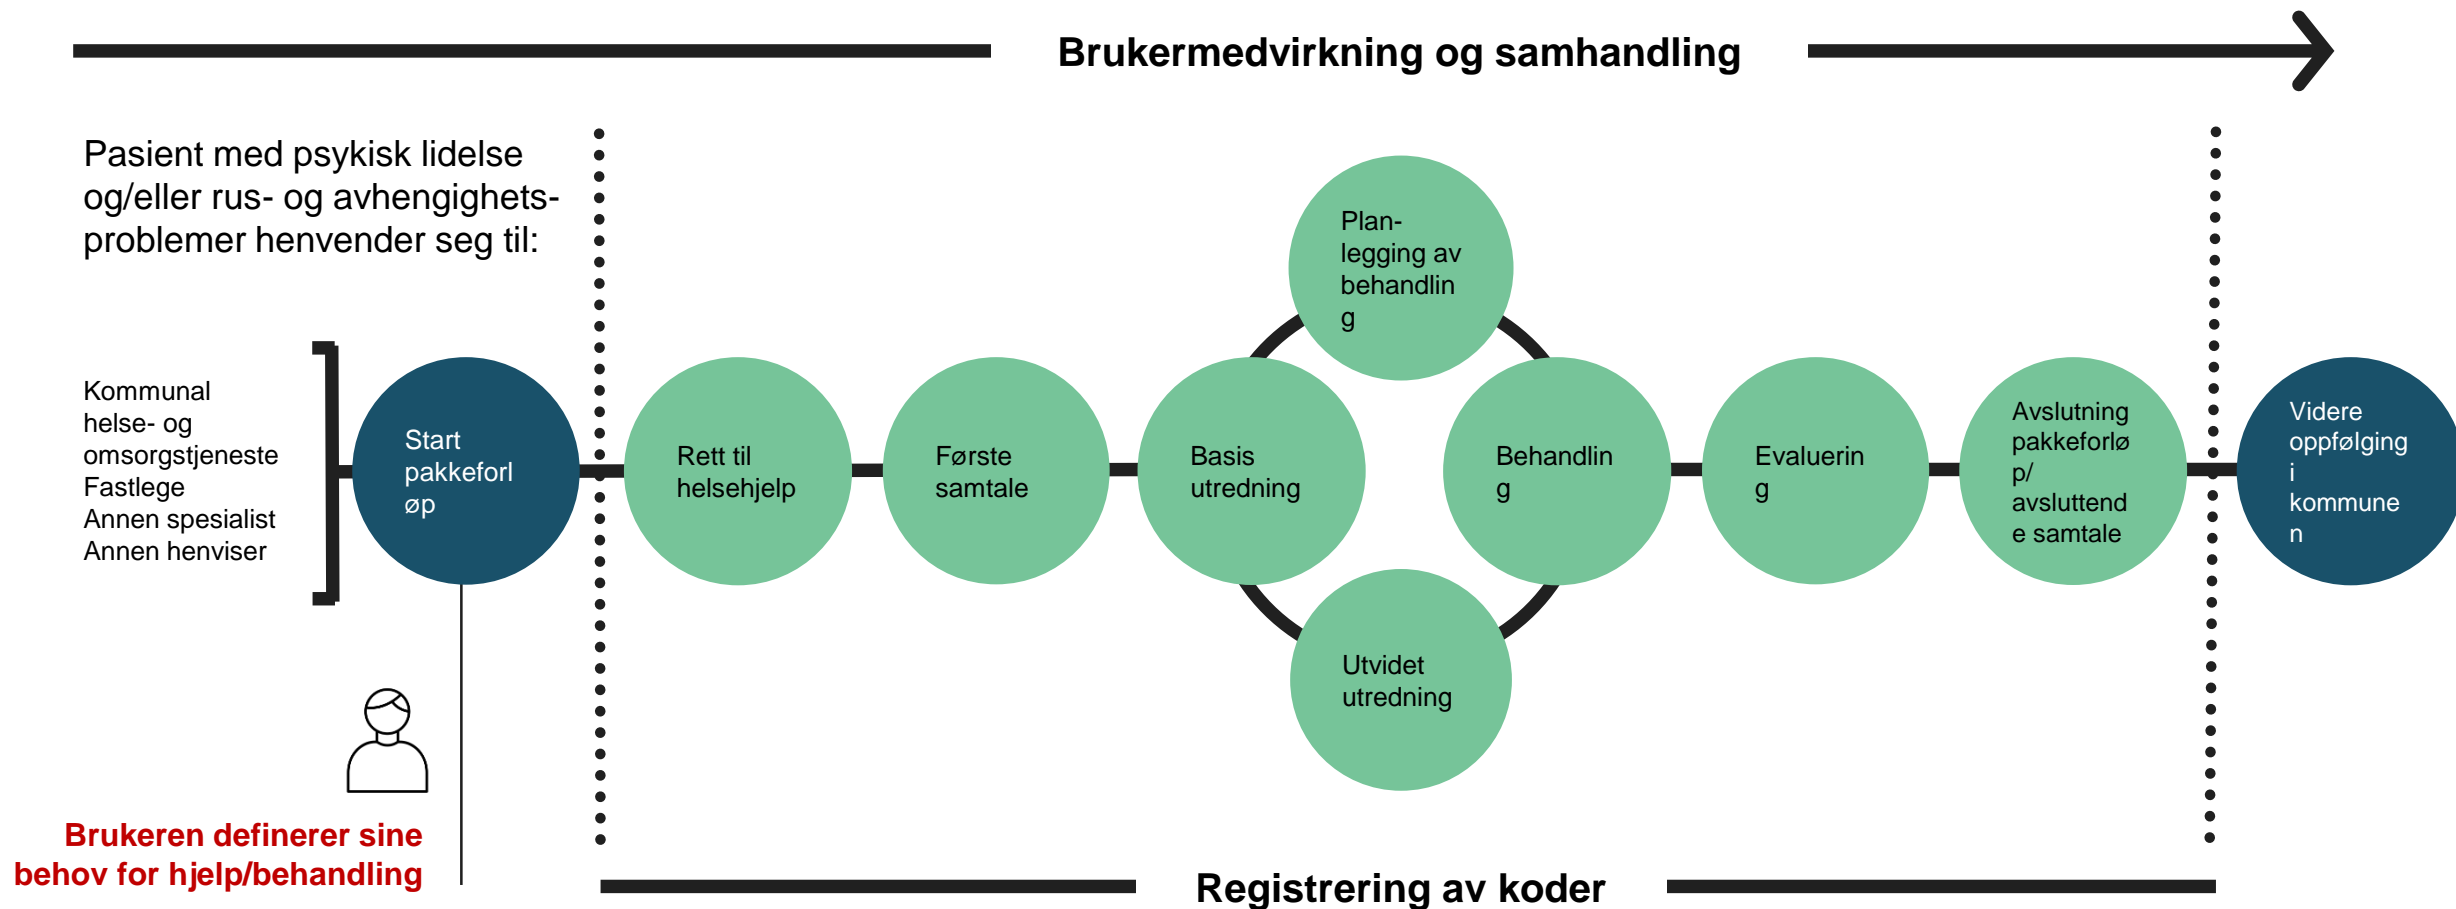 Brukermedvirkning og samhandling
Pasient med psykisk lidelse
og/eller rus- og avhengighets-
problemer henvender seg til:
Kommunal
helse- og
omsorgstjeneste
Fastlege
Annen spesialist
Annen henviser
Start
pakkeforl
øp
Rett til
helsehjelp
Første
samtale
Basis
utredning
Plan-
legging av
behandlin
g
Utvidet
utredning
Behandlin
g
Evaluerin
g
Avslutning
pakkeforlø
p/
avsluttend
e samtale
Videre
oppfølging
i
kommune
n
Brukeren definerer sine
behov for hjelp/behandling
Registrering av koder